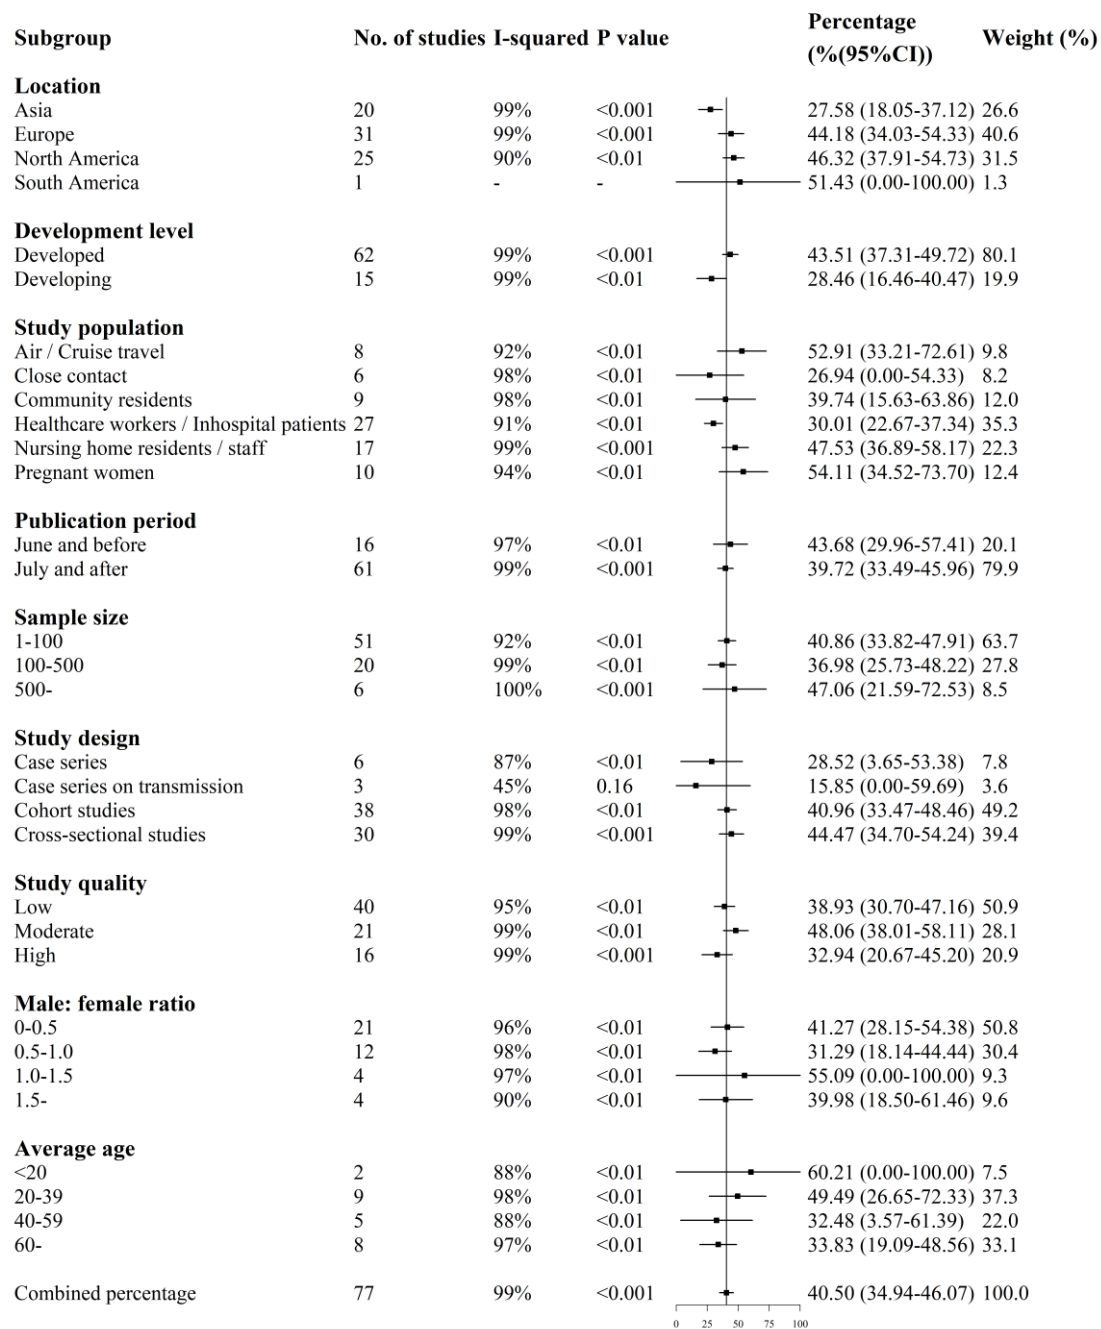 Subgroup No. of studies I-squared P value Percentage (%(95%CI)) Weight (%)
Location
Asia 20 99% <0.001 27.58 (18.05-37.12) 26.6
Europe 31 99% <0.001 44.18 (34.03-54.33) 40.6
North America 25 90% <0.01 46.32 (37.91-54.73) 31.5
South America 1 - - 51.43 (0.00-100.00) 1.3
Development level
Developed 62 99% <0.001 43.51 (37.31-49.72) 80.1
Developing 15 99% <0.01 28.46 (16.46-40.47) 19.9
Study population
Air / Cruise travel 8 92% <0.01 52.91 (33.21-72.61) 9.8
Close contact 6 98% <0.01 26.94 (0.00-54.33) 8.2
Community residents 9 98% <0.01 39.74 (15.63-63.86) 12.0
Healthcare workers / Inhospital patients 27 91% <0.01 30.01 (22.67-37.34) 35.3
Nursing home residents / staff 17 99% <0.001 47.53 (36.89-58.17) 22.3
Pregnant women 10 94% <0.01 54.11 (34.52-73.70) 12.4
Publication period
June and before 16 97% <0.01 43.68 (29.96-57.41) 20.1
July and after 61 99% <0.001 39.72 (33.49-45.96) 79.9
Sample size
1-100 51 92% <0.01 40.86 (33.82-47.91) 63.7
100-500 20 99% <0.01 36.98 (25.73-48.22) 27.8
500- 6 100% <0.001 47.06 (21.59-72.53) 8.5
Study design
Case series 6 87% <0.01 28.52 (3.65-53.38) 7.8
Case series on transmission 3 45% 0.16 15.85 (0.00-59.69) 3.6
Cohort studies 38 98% <0.01 40.96 (33.47-48.46) 49.2
Cross-sectional studies 30 99% <0.001 44.47 (34.70-54.24) 39.4
Study quality
Low 40 95% <0.01 38.93 (30.70-47.16) 50.9
Moderate 21 99% <0.01 48.06 (38.01-58.11) 28.1
High 16 99% <0.001 32.94 (20.67-45.20) 20.9
Male: female ratio
0-0.5 21 96% <0.01 41.27 (28.15-54.38) 50.8
0.5-1.0 12 98% <0.01 31.29 (18.14-44.44) 30.4
1.0-1.5 4 97% <0.01 55.09 (0.00-100.00) 9.3
1.5- 4 90% <0.01 39.98 (18.50-61.46) 9.6
Average age
<20 2 88% <0.01 60.21 (0.00-100.00) 7.5
20-39 9 98% <0.01 49.49 (26.65-72.33) 37.3
40-59 5 88% <0.01 32.48 (3.57-61.39) 22.0
60- 8 97% <0.01 33.83 (19.09-48.56) 33.1
Combined percentage 77 99% <0.001 40.50 (34.94-46.07) 100.0
0 25 50 75 100